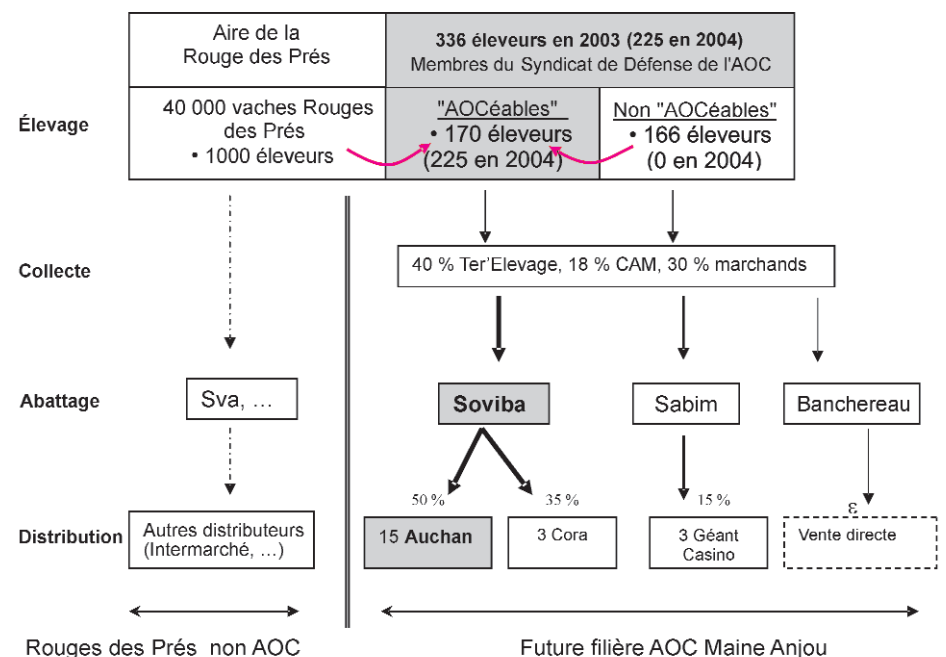 Aire de la
Rouge des Prés
336 éleveurs en 2003 (225 en 2004)
Membres du Syndicat de Défense de l'AOC
Élevage
40 000 vaches Rouges
des Prés
• 1000 éleveurs
"AOCéables"
• 170 éleveurs
(225 en 2004)
Non "AOCéables"
• 166 éleveurs
(0 en 2004)
Collecte
40 % Ter'Elevage, 18 % CAM, 30 % marchands
Abattage
Sva, …
Soviba
Sabim
Banchereau
50 %
35 %
15 %
ε
Distribution
Autres distributeurs
(Intermarché, …)
15 Auchan
3 Cora
3 Géant
Casino
Vente directe
Rouges des Prés non AOC
Future filière AOC Maine Anjou